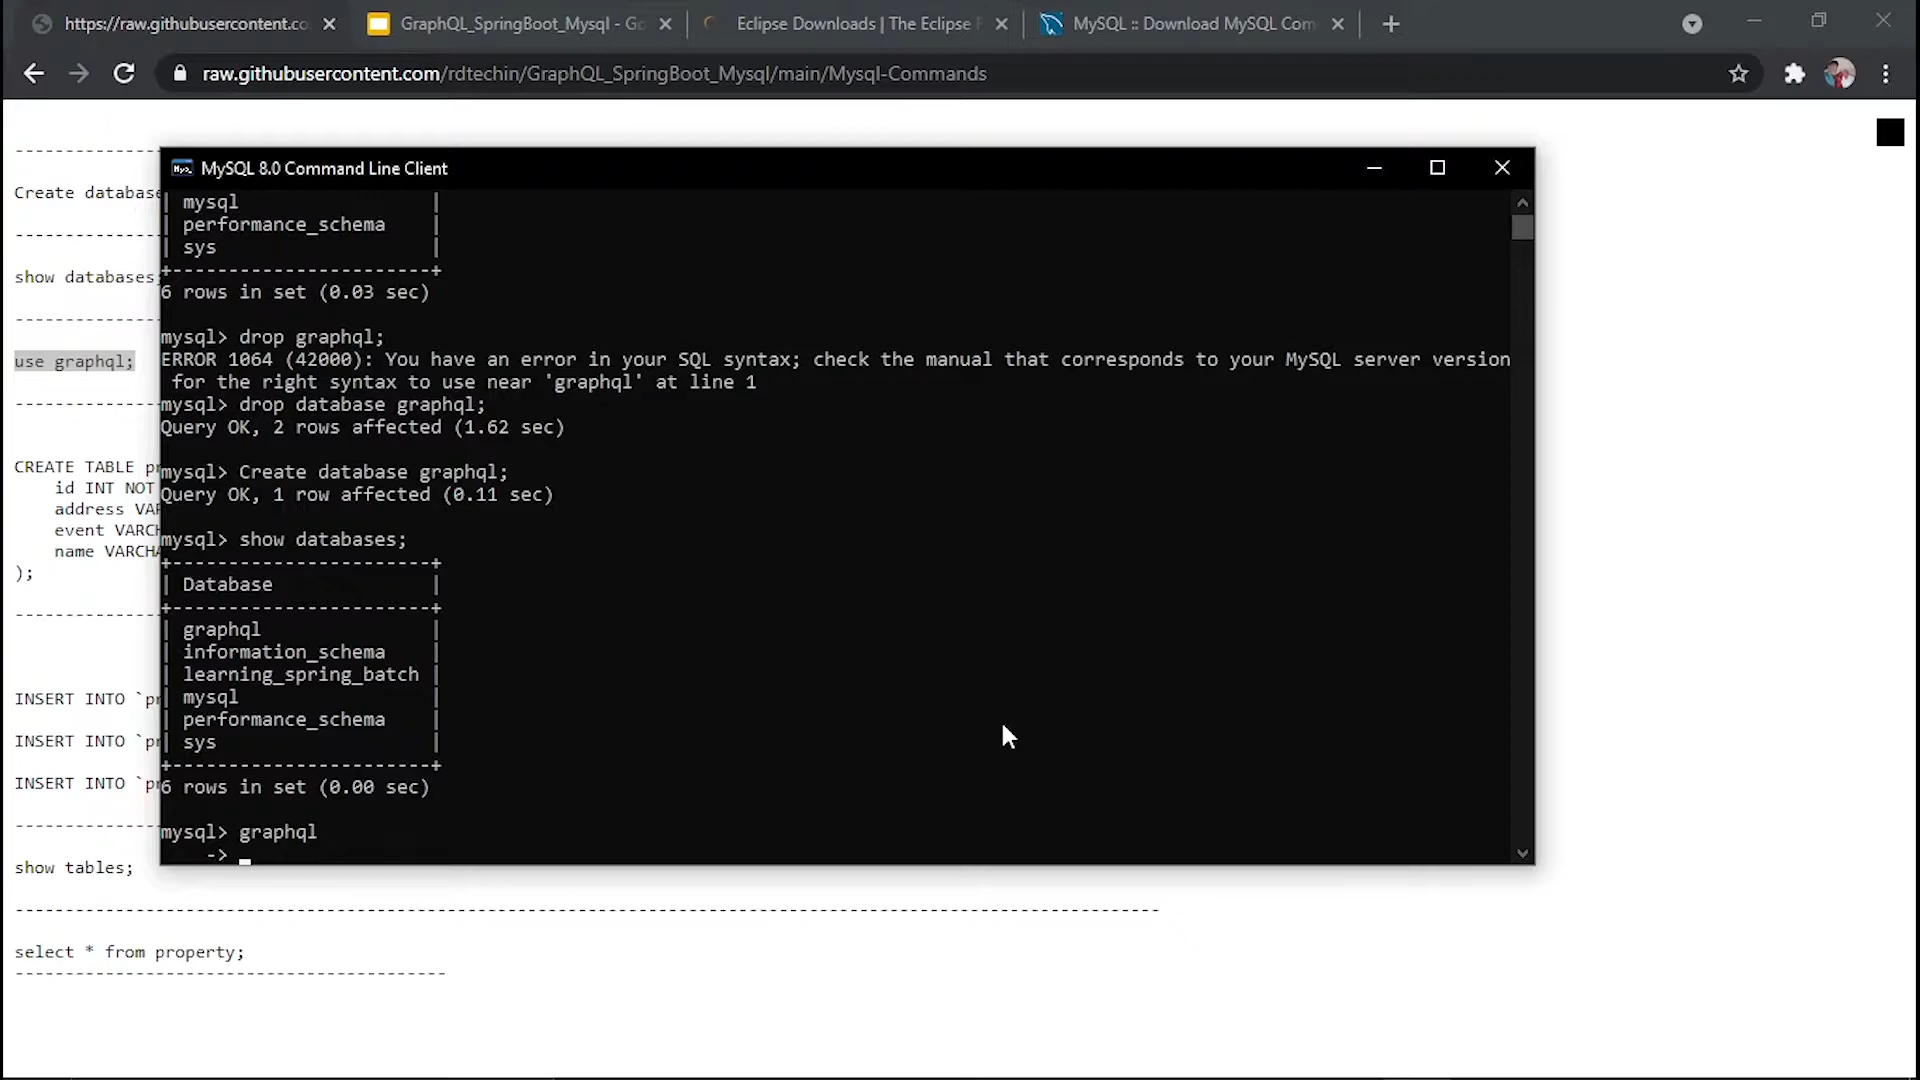 https://raw.githubusercontent.co
GraphQL_SpringBoot_Mysql - Go
Eclipse Downloads | The Eclipse F
MySQL :: Download MySQL Com
raw.githubusercontent.com/rdtechin/GraphQL_SpringBoot_Mysql/main/Mysql-Commands
---------------
Create database
---------------
show databases;
---------------
use graphql;
---------------
CREATE TABLE pr
id INT NOT
address VAR
event VARCH
name VARCHA
);
---------------
INSERT INTO `pr
INSERT INTO `pr
INSERT INTO `pr
---------------
show tables;
------------------------------------------------------------------------------------------------------------------
select * from property;
-------------------------------------------
MySQL 8.0 Command Line Client
| mysql |
| performance_schema |
| sys |
+------------------------+
6 rows in set (0.03 sec)
mysql> drop graphql;
ERROR 1064 (42000): You have an error in your SQL syntax; check the manual that corresponds to your MySQL server version
for the right syntax to use near 'graphql' at line 1
mysql> drop database graphql;
Query OK, 2 rows affected (1.62 sec)
mysql> Create database graphql;
Query OK, 1 row affected (0.11 sec)
mysql> show databases;
+------------------------+
| Database |
+------------------------+
| graphql |
| information_schema |
| learning_spring_batch |
| mysql |
| performance_schema |
| sys |
+------------------------+
6 rows in set (0.00 sec)
mysql> graphql
-> _